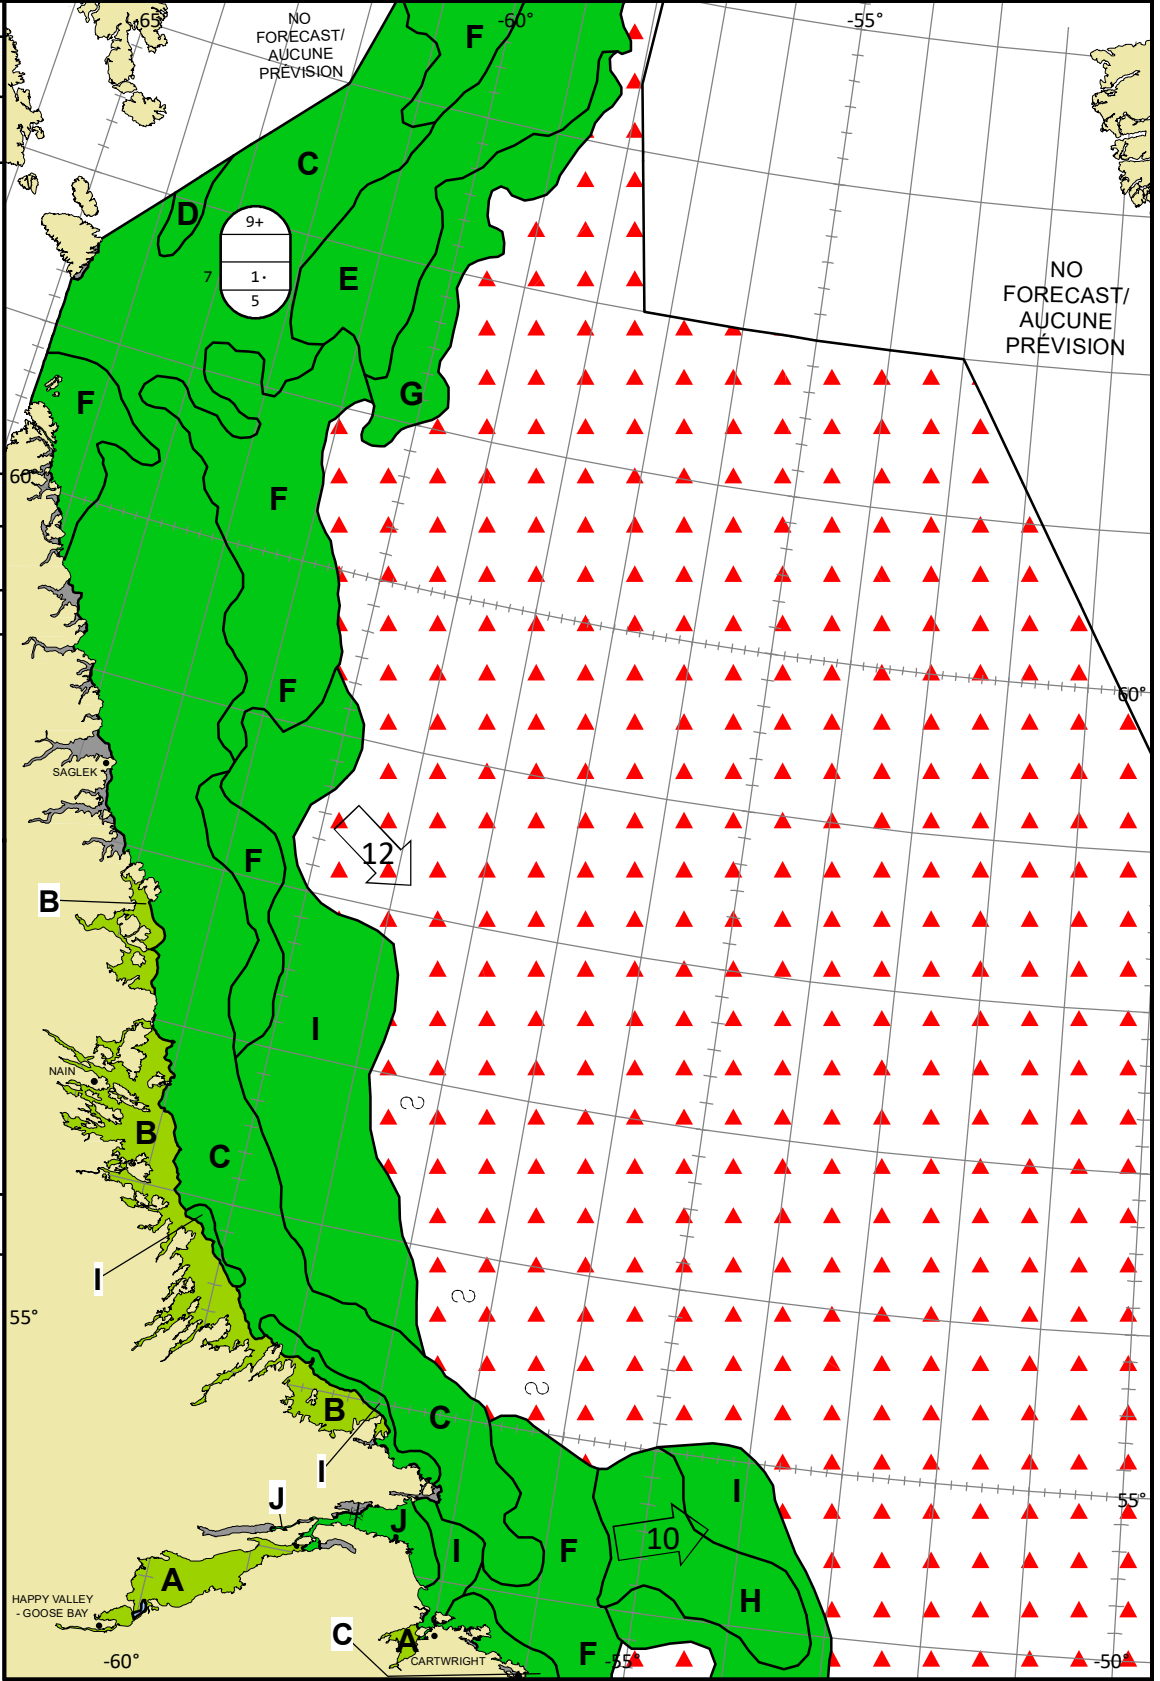 65°
NO
FORECAST/
AUCUNE
PRÉVISION
-60°
-55°
F
C
D
9+
7
1·
5
E
NO
FORECAST/
AUCUNE
PRÉVISION
G
F
60°
F
F
60°
SAGLEK
12
F
B
I
NAIN
B
C
I
55°
B
C
I
I
J
J
55°
10
I
F
A
H
HAPPY VALLEY
- GOOSE BAY
C
A
CARTWRIGHT
F
-60°
-55°
-50°